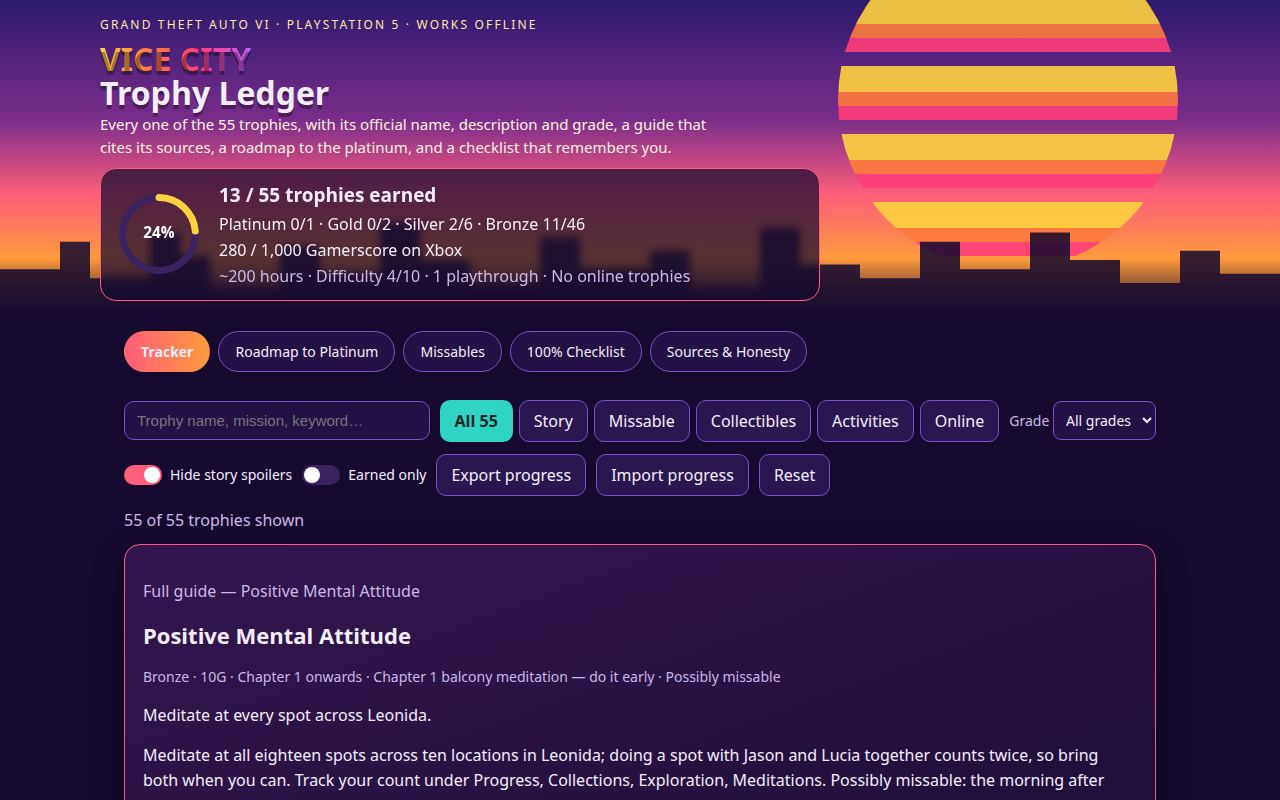 GRAND THEFT AUTO VI · PLAYSTATION 5 · WORKS OFFLINE
VICE CITY
Trophy Ledger
Every one of the 55 trophies, with its official name, description and grade, a guide that
cites its sources, a roadmap to the platinum, and a checklist that remembers you.
24%
13 / 55 trophies earned
Platinum 0/1 · Gold 0/2 · Silver 2/6 · Bronze 11/46
280 / 1,000 Gamerscore on Xbox
~200 hours · Difficulty 4/10 · 1 playthrough · No online trophies
Tracker Roadmap to Platinum Missables 100% Checklist Sources & Honesty
Trophy name, mission, keyword… All 55 Story Missable Collectibles Activities Online Grade All grades
Hide story spoilers Earned only Export progress Import progress Reset
55 of 55 trophies shown
Full guide — Positive Mental Attitude
Positive Mental Attitude
Bronze · 10G · Chapter 1 onwards · Chapter 1 balcony meditation — do it early · Possibly missable
Meditate at every spot across Leonida.
Meditate at all eighteen spots across ten locations in Leonida; doing a spot with Jason and Lucia together counts twice, so bring
both when you can. Track your count under Progress, Collections, Exploration, Meditations. Possibly missable: the morning after